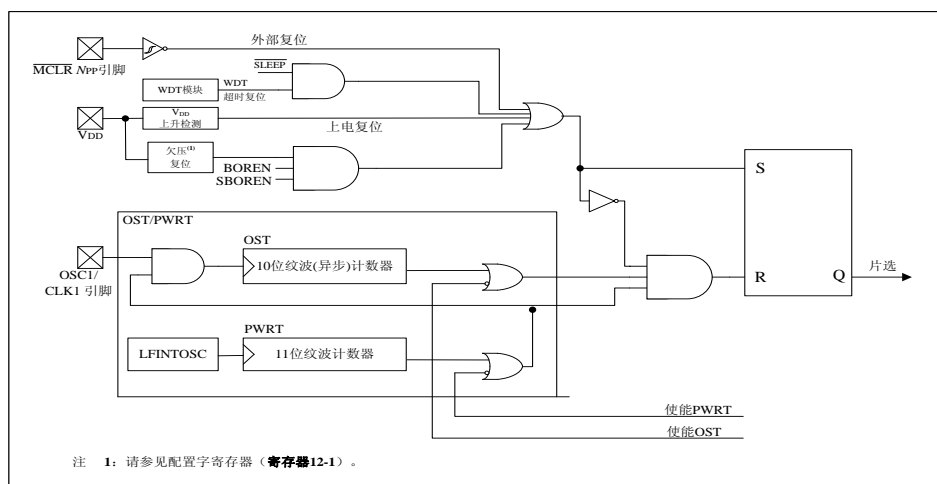 外部复位
MCLR NPP引脚
SLEEP
WDT模块
WDT
超时复位
VDD
VDD
上升检测
上电复位
欠压(1)
复位
BOREN
SBOREN
S
OST/PWRT
OST
10位纹波(异步)计数器
OSC1/
CLK1 引脚
R
Q
片选
PWRT
LFINTOSC
11位纹波计数器
使能PWRT
使能OST
注 1：请参见配置字寄存器（寄存器12-1）。